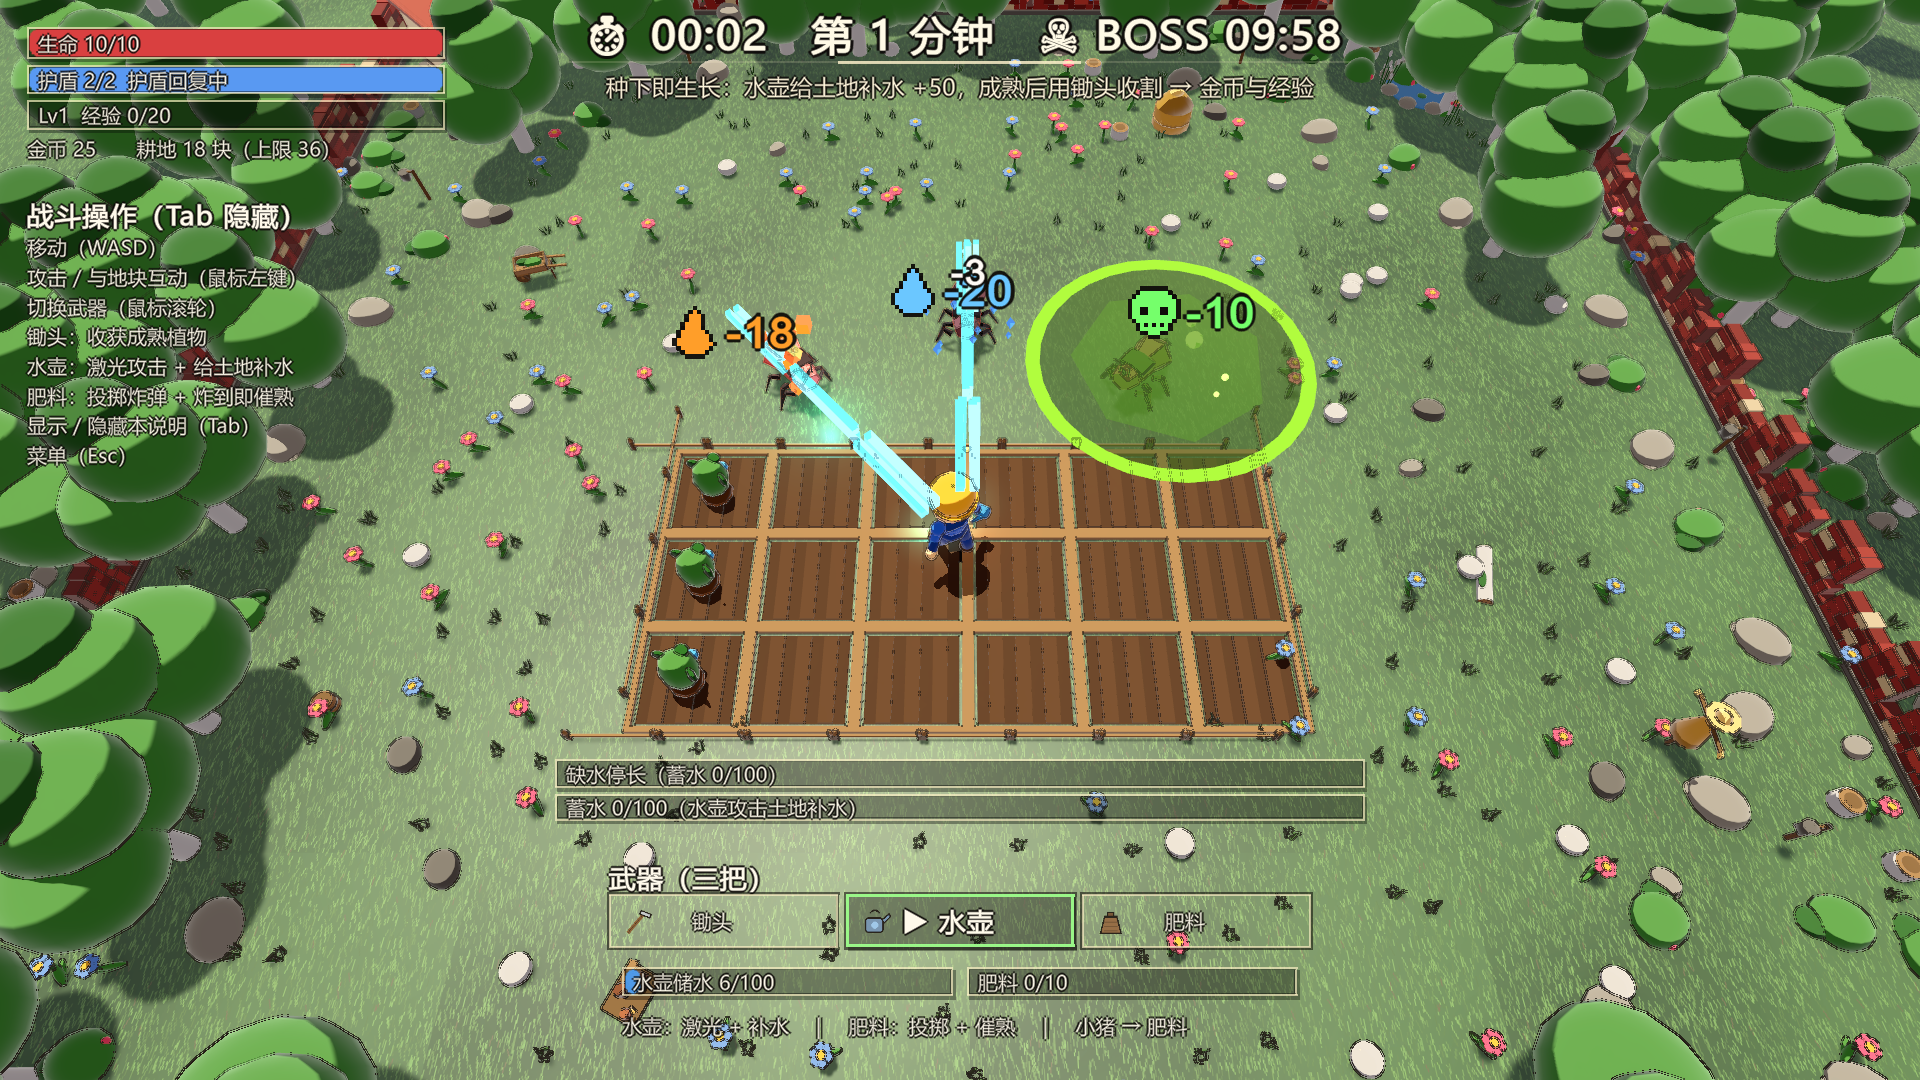 生命 10/10
护盾 2/2 护盾回复中
Lv1 经验 0/20
金币 25 耕地 18 块（上限 36）
00:02 第 1 分钟 BOSS 09:58
种下即生长：水壶给土地补水 +50，成熟后用锄头收割 → 金币与经验
战斗操作（Tab 隐藏）
移动（WASD）
攻击 / 与地块互动（鼠标左键）
切换武器（鼠标滚轮）
锄头：收获成熟植物
水壶：激光攻击 + 给土地补水
肥料：投掷炸弹 + 炸到即催熟
显示 / 隐藏本说明（Tab）
菜单（Esc）
-18
-3
-20
-10
缺水停长（蓄水 0/100）
蓄水 0/100（水壶攻击土地补水）
武器（三把）
锄头
▶ 水壶
肥料
水壶储水 6/100
肥料 0/10
水壶：激光 + 补水 | 肥料：投掷 + 催熟 | 小猪 → 肥料